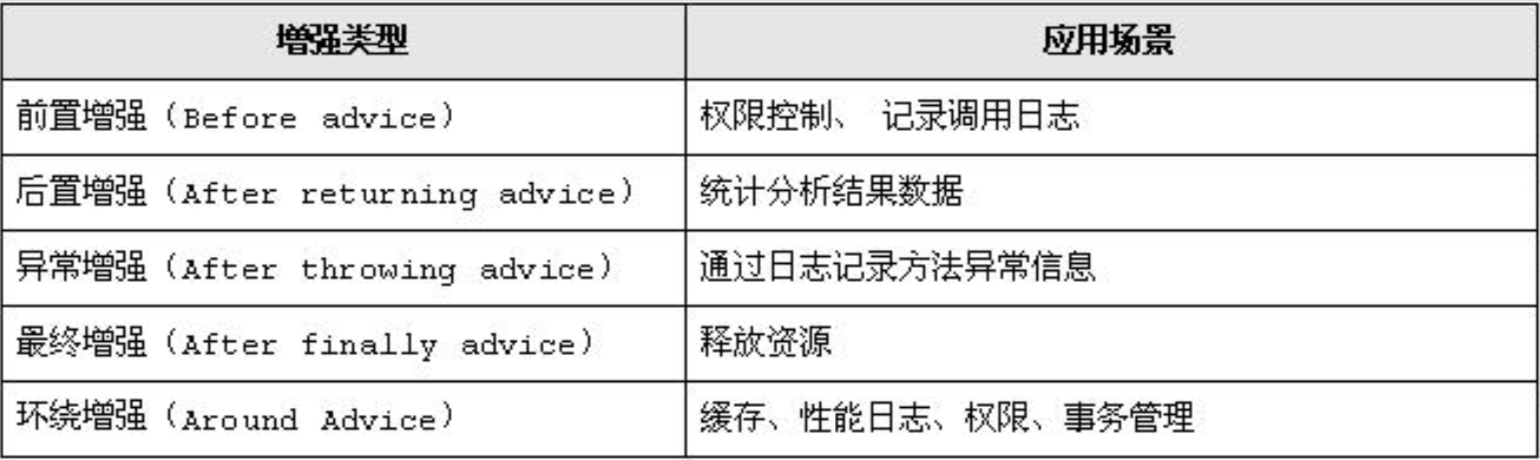 增强类型 应用场景
前置增强（Before advice） 权限控制、 记录调用日志
后置增强（After returning advice） 统计分析结果数据
异常增强（After throwing advice） 通过日志记录方法异常信息
最终增强（After finally advice） 释放资源
环绕增强（Around Advice） 缓存、性能日志、权限、事务管理